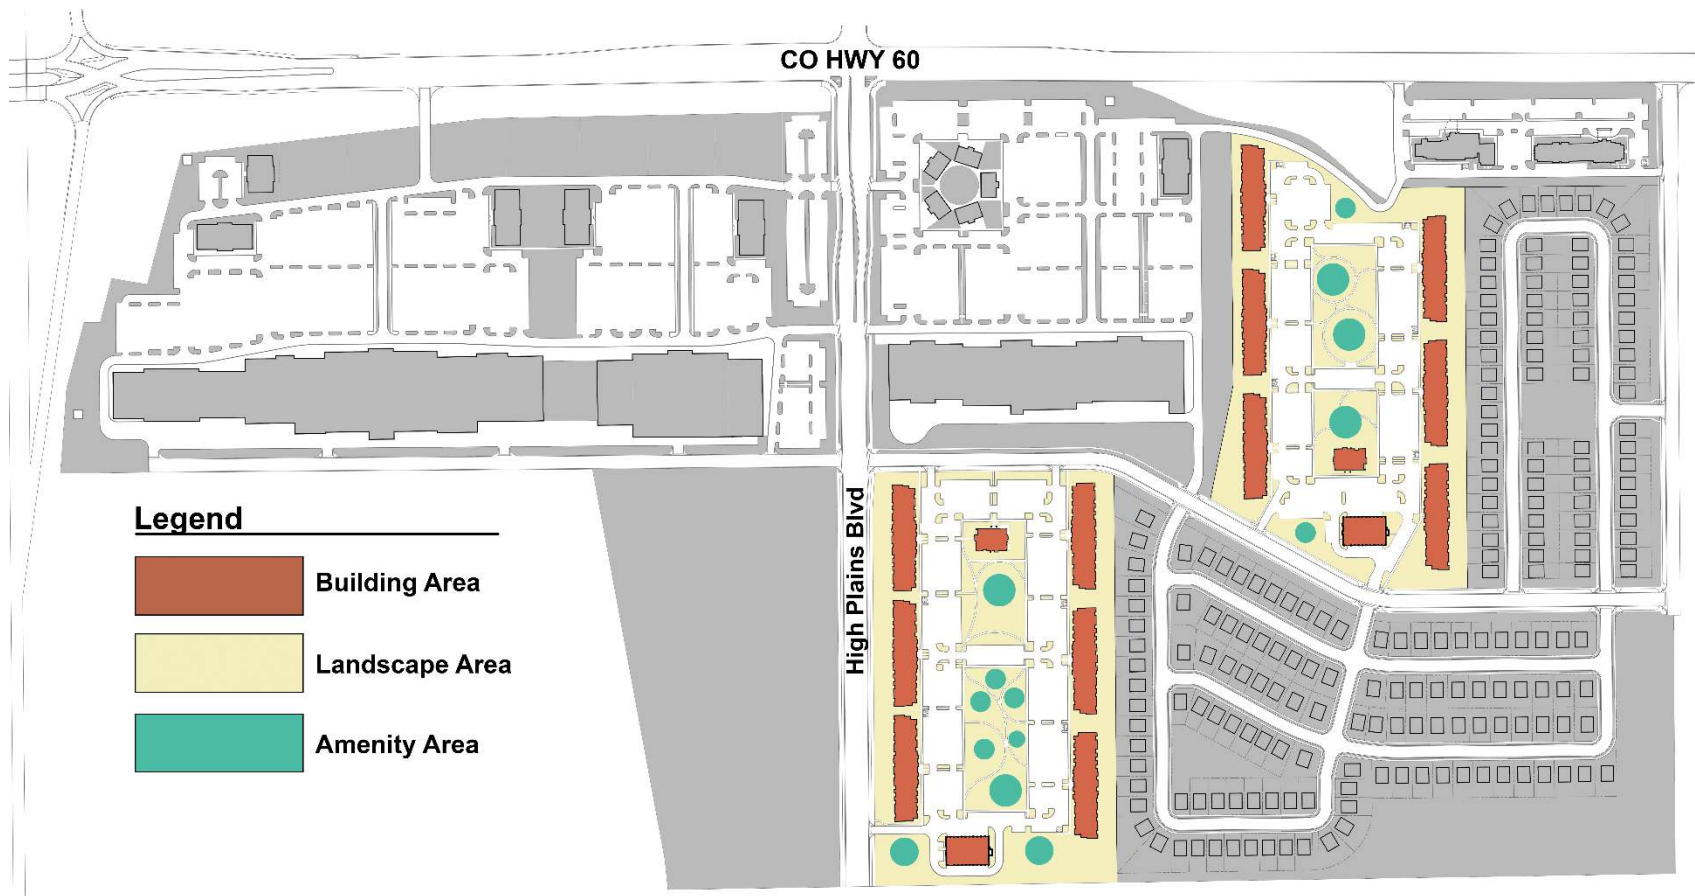 CO HWY 60
High Plains Blvd
Legend
Building Area
Landscape Area
Amenity Area